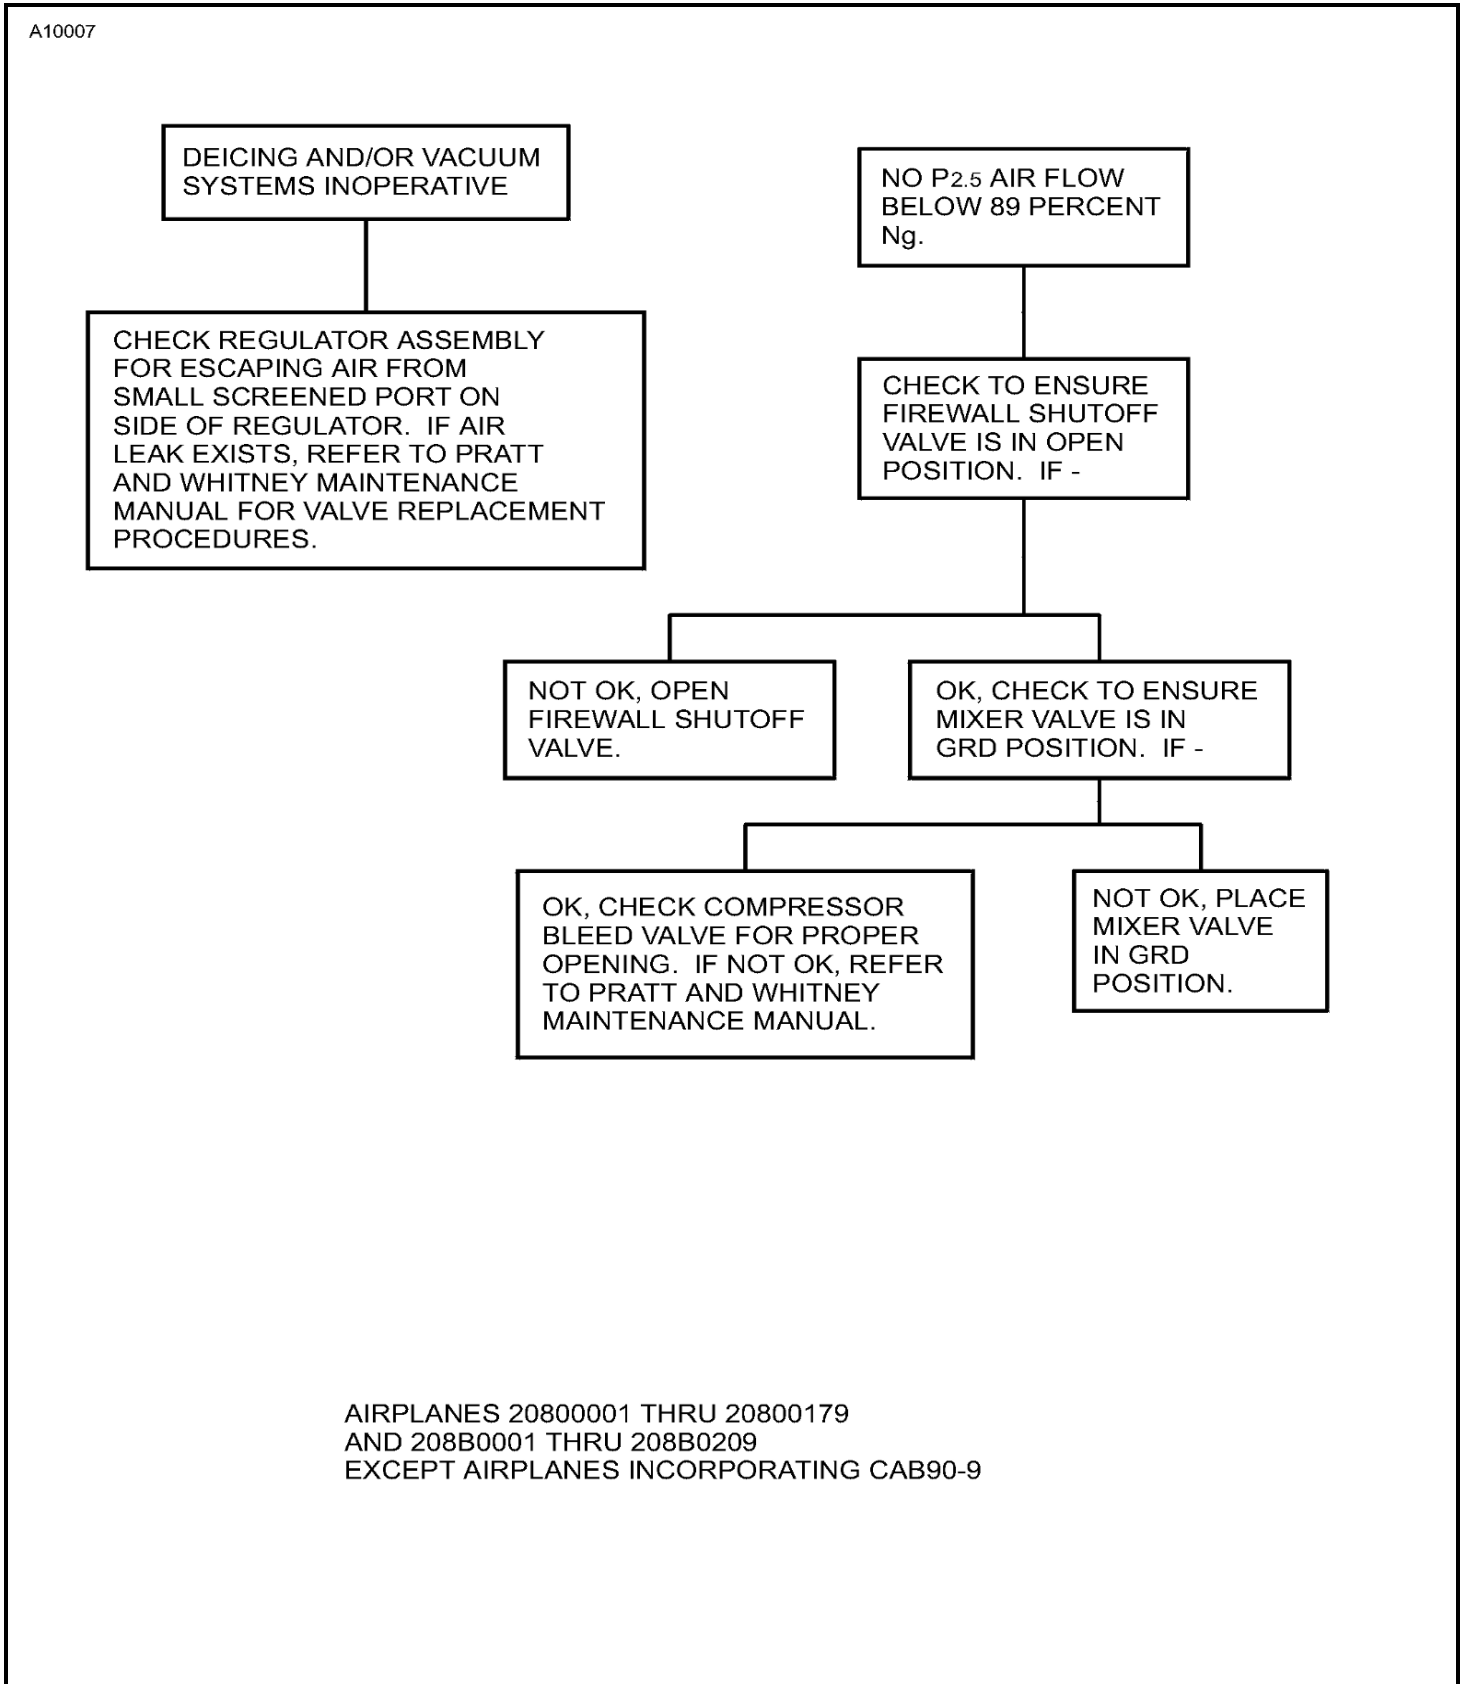 A10007
DEICING AND/OR VACUUM
SYSTEMS INOPERATIVE
CHECK REGULATOR ASSEMBLY
FOR ESCAPING AIR FROM
SMALL SCREENED PORT ON
SIDE OF REGULATOR. IF AIR
LEAK EXISTS, REFER TO PRATT
AND WHITNEY MAINTENANCE
MANUAL FOR VALVE REPLACEMENT
PROCEDURES.
NO P2.5 AIR FLOW
BELOW 89 PERCENT
Ng.
CHECK TO ENSURE
FIREWALL SHUTOFF
VALVE IS IN OPEN
POSITION. IF -
NOT OK, OPEN
FIREWALL SHUTOFF
VALVE.
OK, CHECK TO ENSURE
MIXER VALVE IS IN
GRD POSITION. IF -
OK, CHECK COMPRESSOR
BLEED VALVE FOR PROPER
OPENING. IF NOT OK, REFER
TO PRATT AND WHITNEY
MAINTENANCE MANUAL.
NOT OK, PLACE
MIXER VALVE
IN GRD
POSITION.
AIRPLANES 20800001 THRU 20800179
AND 208B0001 THRU 208B0209
EXCEPT AIRPLANES INCORPORATING CAB90-9